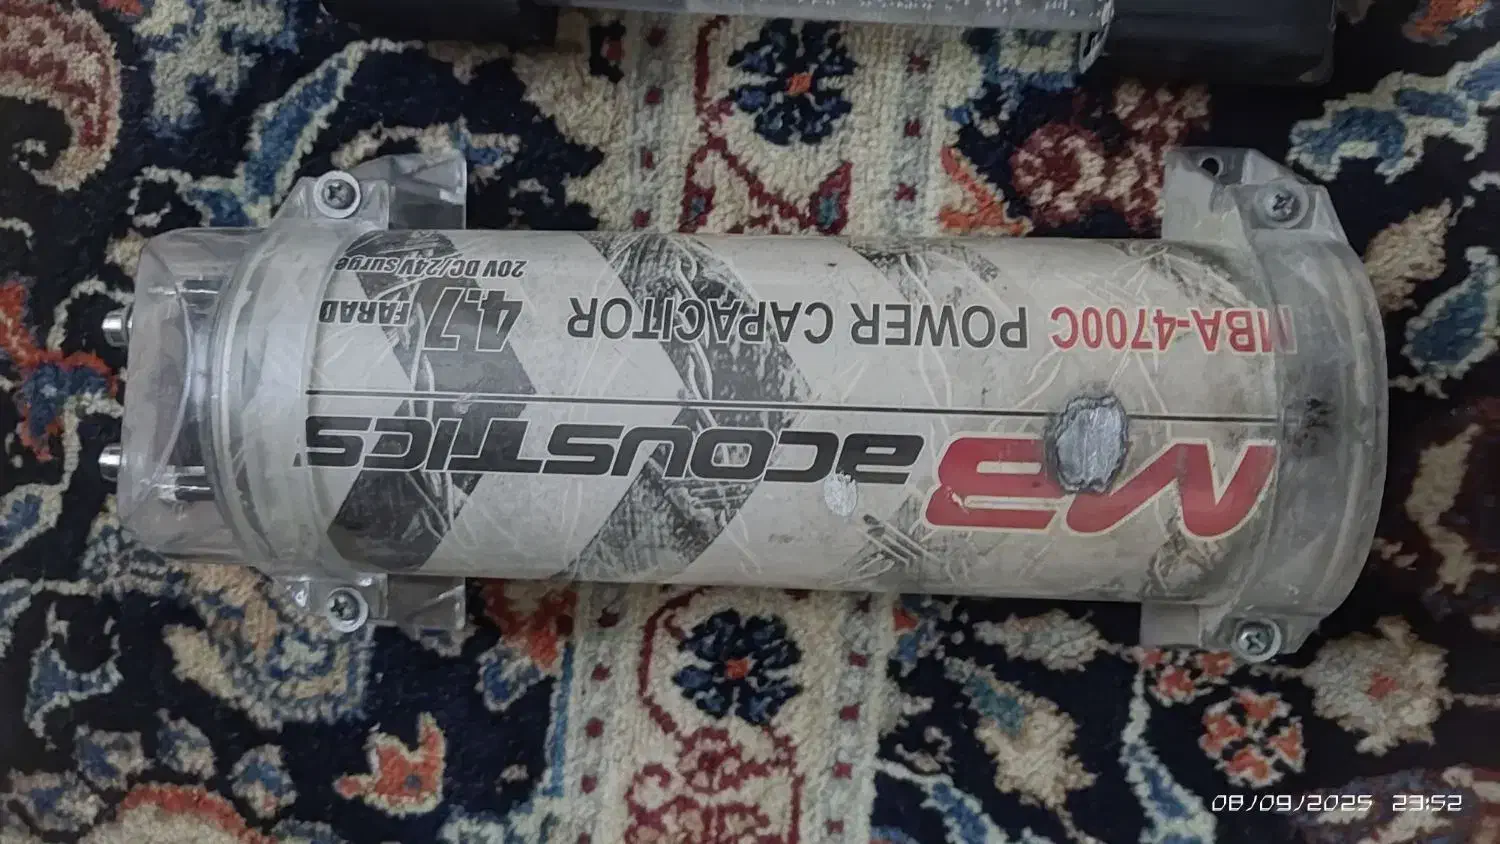 MB acoustics
MBA-4700C POWER CAPACITOR 4.7 FARAD
20V DC/24V Surge
08/09/2025 23:52